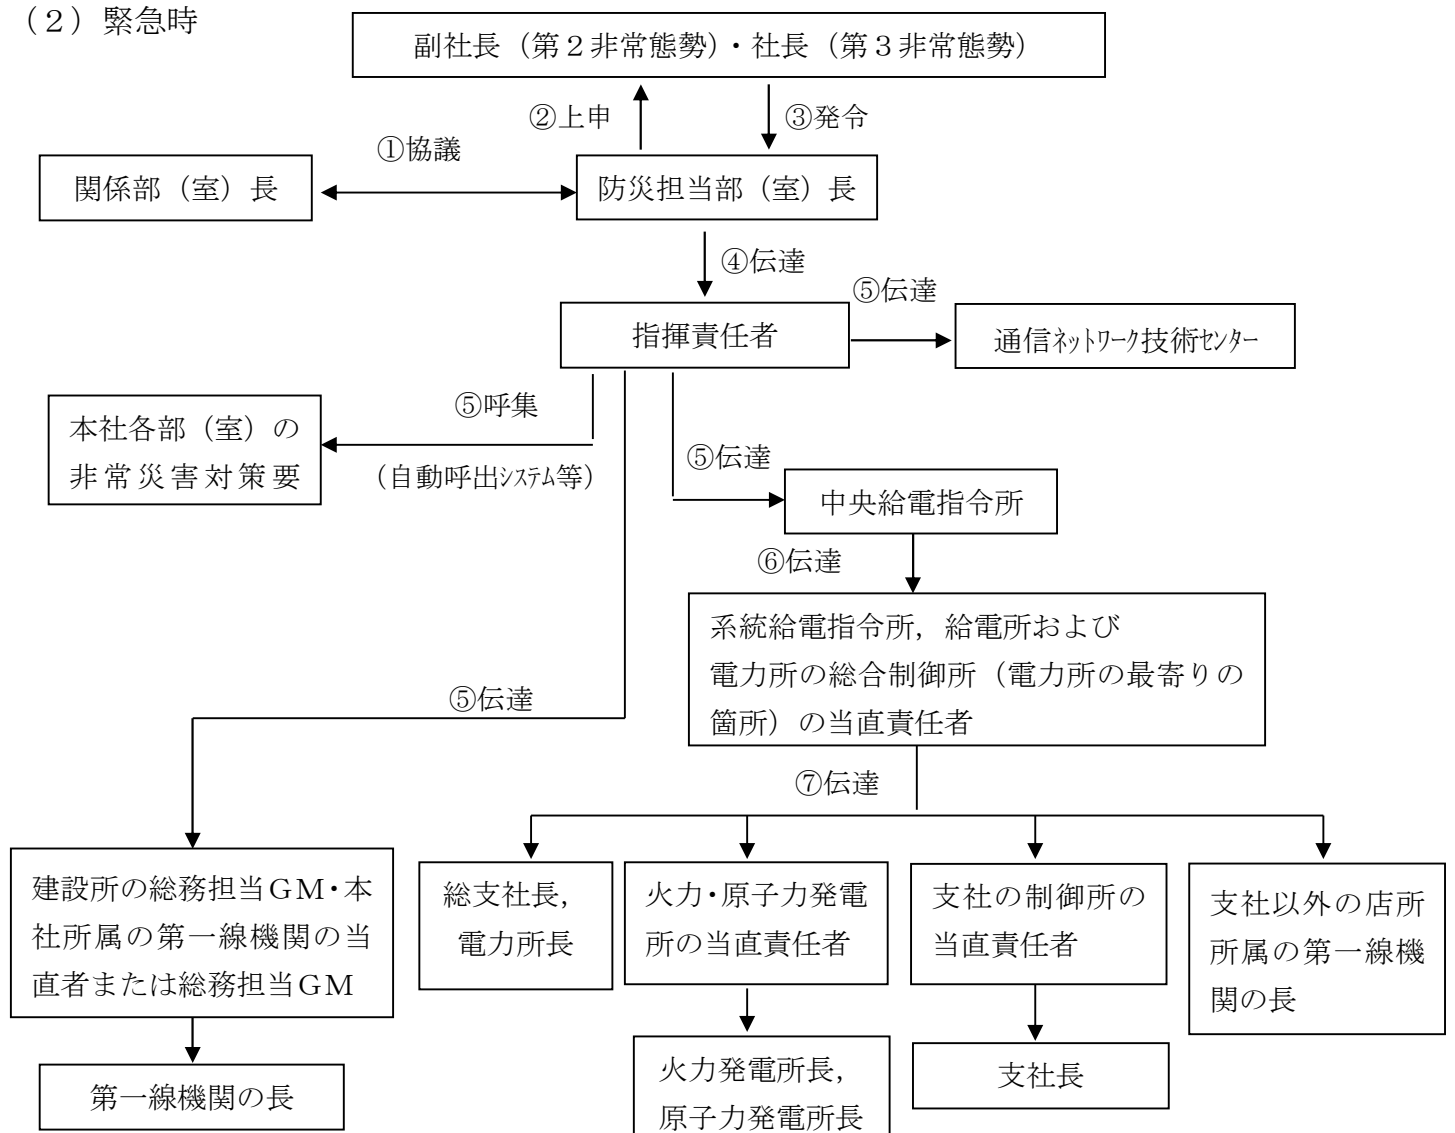 （２）緊急時
副社長（第２非常態勢）・社長（第３非常態勢）
②上申
③発令
①協議
関係部（室）長
防災担当部（室）長
④伝達
⑤伝達
指揮責任者
通信ﾈｯﾄﾜｰｸ技術ｾﾝﾀｰ
⑤呼集
本社各部（室）の
非常災害対策要
（自動呼出ｼｽﾃﾑ等）
⑤伝達
中央給電指令所
⑥伝達
系統給電指令所，給電所および
電力所の総合制御所（電力所の最寄りの
箇所）の当直責任者
⑤伝達
⑦伝達
建設所の総務担当ＧＭ・本
社所属の第一線機関の当
直者または総務担当ＧＭ
総支社長，
電力所長
火力・原子力発電
所の当直責任者
支社の制御所の
当直責任者
支社以外の店所
所属の第一線機
関の長
第一線機関の長
火力発電所長，
原子力発電所長
支社長